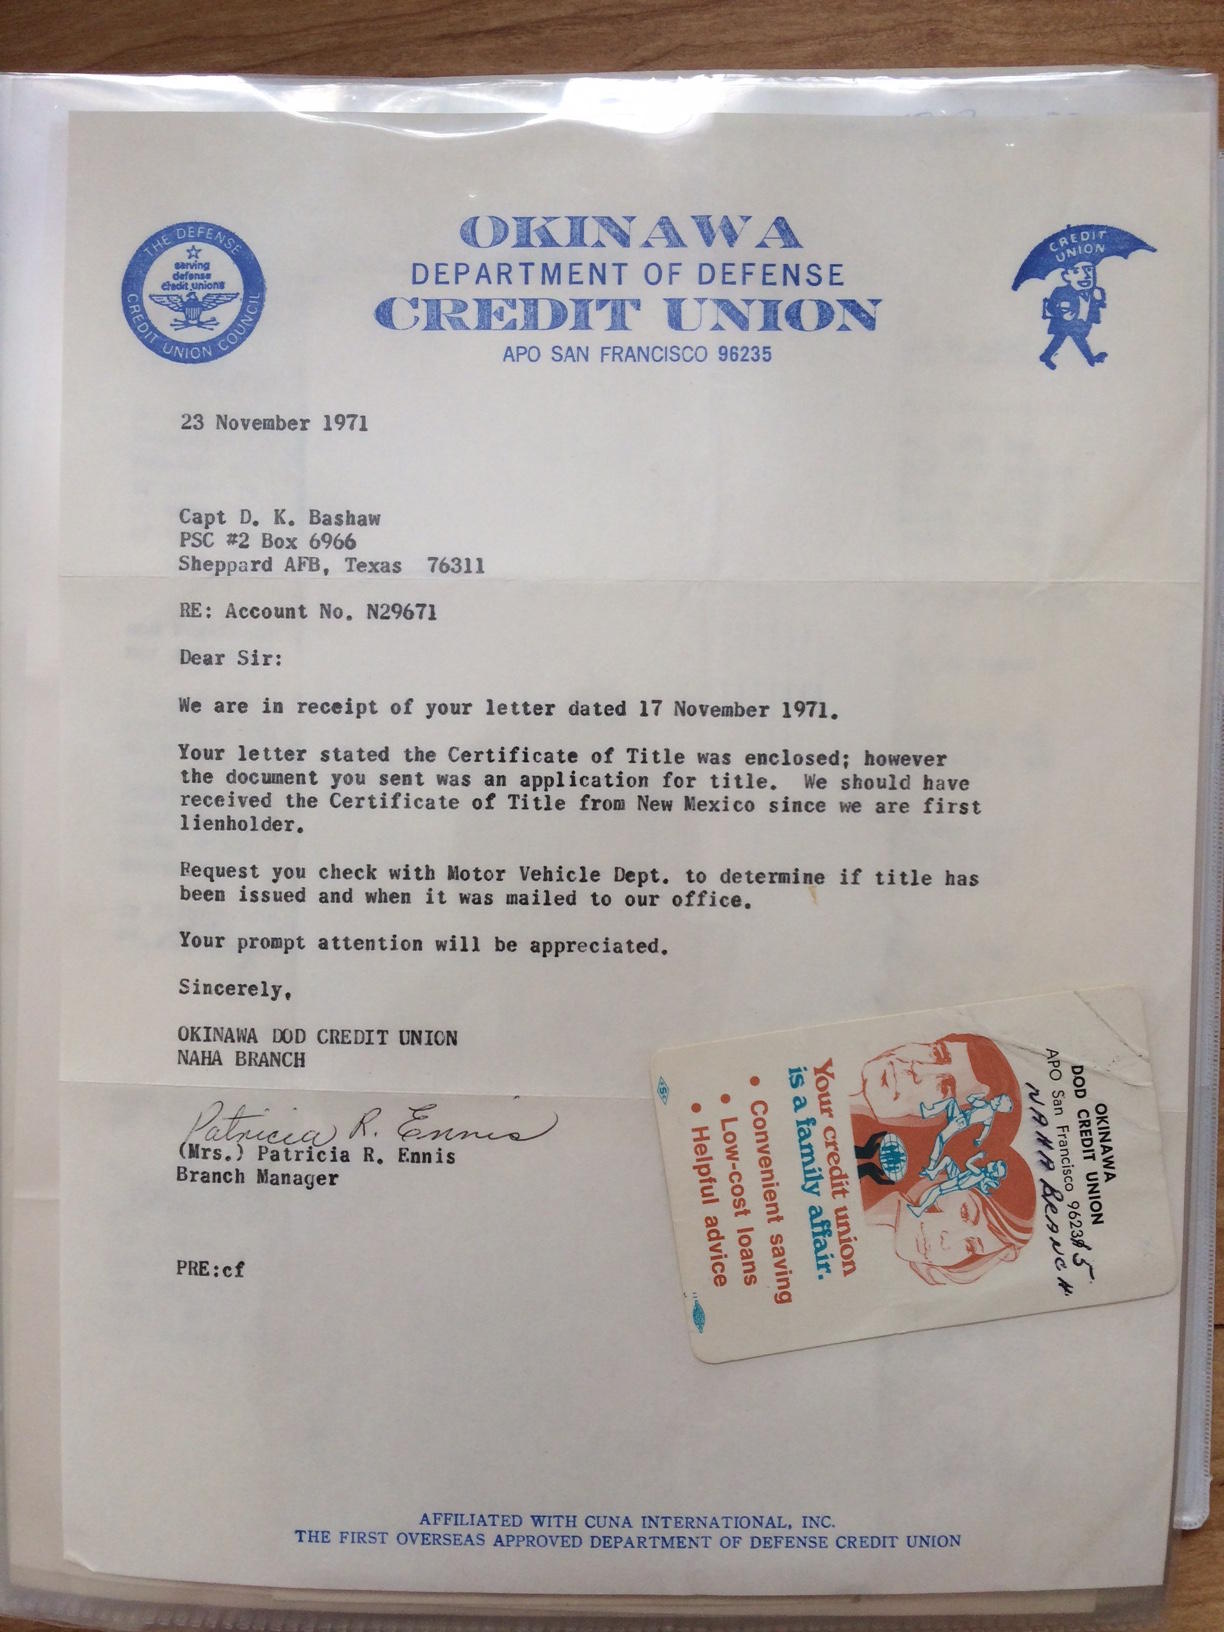 THE DEFENSE
CREDIT UNION COUNCIL
serving
defense
credit unions
OKINAWA
DEPARTMENT OF DEFENSE
CREDIT UNION
APO SAN FRANCISCO 96235
CREDIT
UNION
23 November 1971
Capt D. K. Bashaw
PSC #2 Box 6966
Sheppard AFB, Texas 76311
RE: Account No. N29671
Dear Sir:
We are in receipt of your letter dated 17 November 1971.
Your letter stated the Certificate of Title was enclosed; however
the document you sent was an application for title. We should have
received the Certificate of Title from New Mexico since we are first
lienholder.
Request you check with Motor Vehicle Dept. to determine if title has
been issued and when it was mailed to our office.
Your prompt attention will be appreciated.
Sincerely,
OKINAWA DOD CREDIT UNION
NAHA BRANCH
Patricia R. Ennis
(Mrs.) Patricia R. Ennis
Branch Manager
PRE:cf
OKINAWA
DOD CREDIT UNION
APO San Francisco 9623 5
NAHA BRANCH
Your credit union
is a family affair.
• Convenient saving
• Low-cost loans
• Helpful advice
AFFILIATED WITH CUNA INTERNATIONAL, INC.
THE FIRST OVERSEAS APPROVED DEPARTMENT OF DEFENSE CREDIT UNION